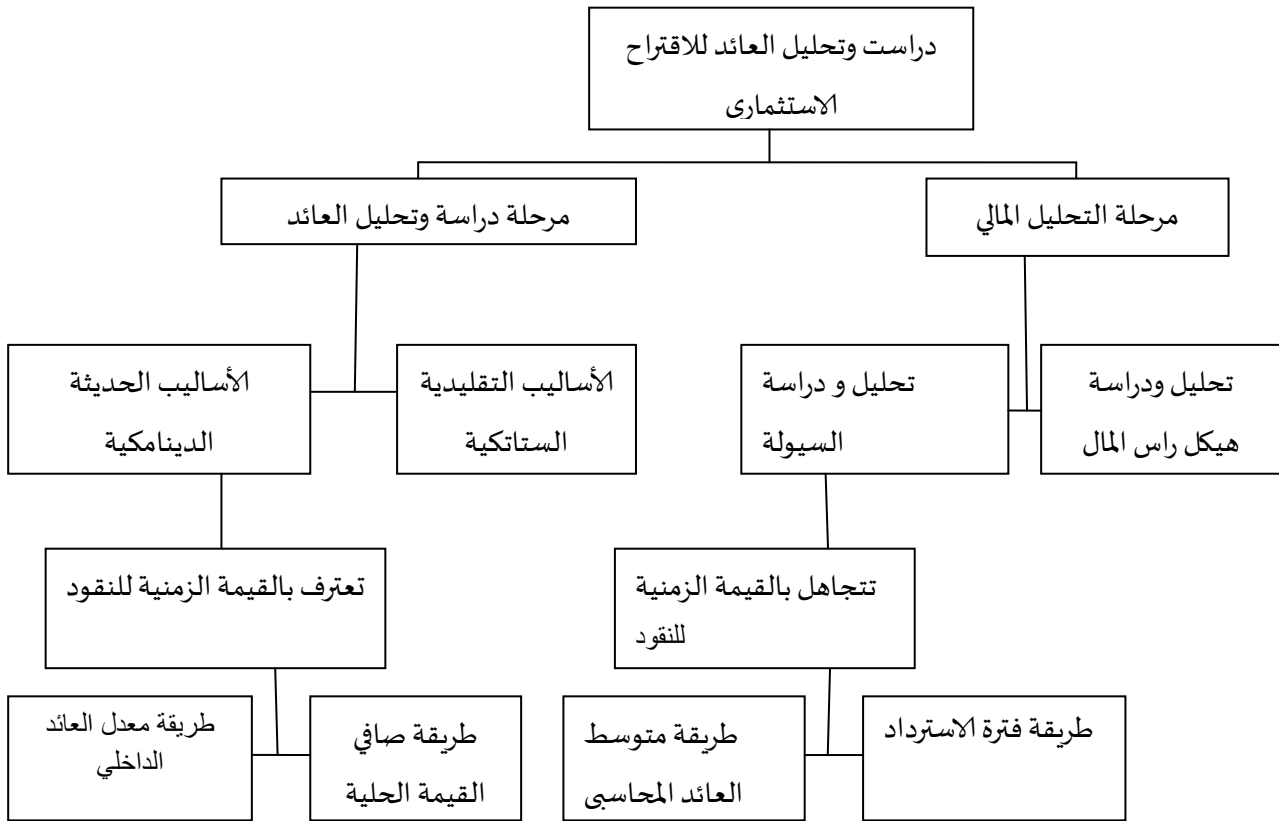 دراست وتحليل العائد للاقتراح
الاستثمارى
مرحلة التحليل المالي
مرحلة دراسة وتحليل العائد
تحليل ودراسة
هيكل راس المال
تحليل و دراسة
السيولة
الأساليب التقليدية
الستاتكية
الأساليب الحديثة
الدينامكية
تتجاهل بالقيمة الزمنية
للنقود
تعترف بالقيمة الزمنية للنقود
طريقة فترة الاسترداد
طريقة متوسط
العائد المحاسبى
طريقة صافي
القيمة الحلية
طريقة معدل العائد
الداخلي